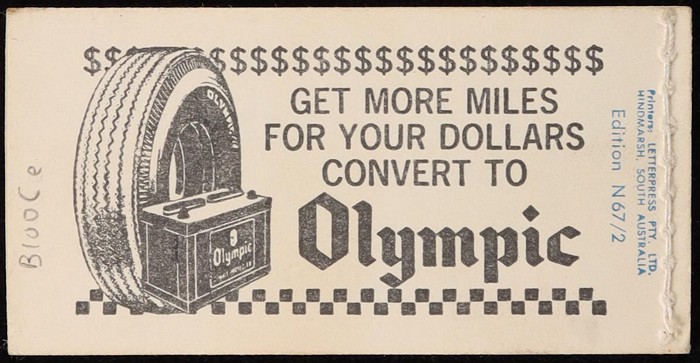 $$$$$$$$$$$$$$$$$$$$
OLYMPIC
GET MORE MILES
FOR YOUR DOLLARS
CONVERT TO
Olympic
Olympic
Printers: LETTERPRESS PTY. LTD.
HINDMARSH, SOUTH AUSTRALIA
Edition N67/2
B100Ce